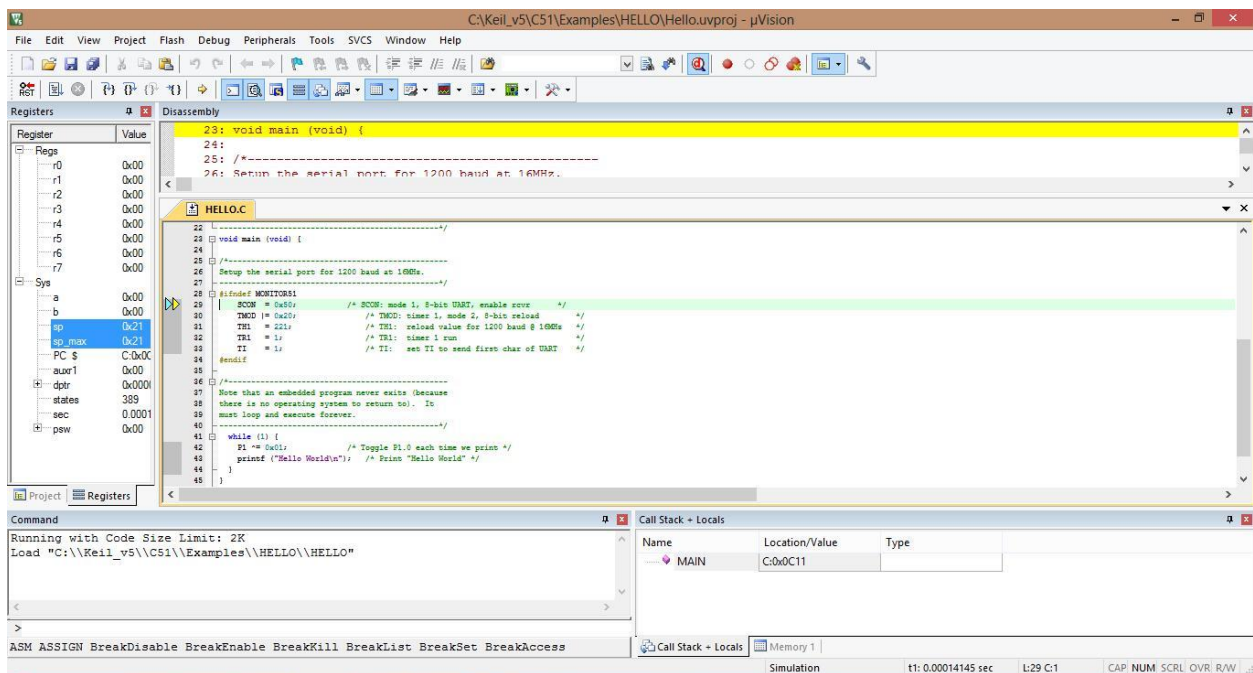 C:\Keil_v5\C51\Examples\HELLO\Hello.uvproj - µVision
File Edit View Project Flash Debug Peripherals Tools SVCS Window Help
RST
Registers
Register Value
Regs
r0 0x00
r1 0x00
r2 0x00
r3 0x00
r4 0x00
r5 0x00
r6 0x00
r7 0x00
Sys
a 0x00
b 0x00
sp 0x21
sp_max 0x21
PC $ C:0x0C
auxr1 0x00
dptr 0x000
states 389
sec 0.0001
psw 0x00
Project Registers
Disassembly
23: void main (void) {
24:
25: /*------------------------------------------------
26: Setup the serial port for 1200 baud at 16MHz.
HELLO.C
22 ------------------------------------------------*/
23 void main (void) {
24
25 /*------------------------------------------------
26 Setup the serial port for 1200 baud at 16MHz.
27 ------------------------------------------------*/
28 #ifndef MONITOR51
29 SCON = 0x50; /* SCON: mode 1, 8-bit UART, enable rcvr */
30 TMOD |= 0x20; /* TMOD: timer 1, mode 2, 8-bit reload */
31 TH1 = 221; /* TH1: reload value for 1200 baud @ 16MHz */
32 TR1 = 1; /* TR1: timer 1 run */
33 TI = 1; /* TI: set TI to send first char of UART */
34 #endif
35
36 /*------------------------------------------------
37 Note that an embedded program never exits (because
38 there is no operating system to return to). It
39 must loop and execute forever.
40 ------------------------------------------------*/
41 while (1) {
42 P1 ^= 0x01; /* Toggle P1.0 each time we print */
43 printf ("Hello World\n"); /* Print "Hello World" */
44 }
45 }
Command
Running with Code Size Limit: 2K
Load "C:\\Keil_v5\\C51\\Examples\\HELLO\\HELLO"
>
ASM ASSIGN BreakDisable BreakEnable BreakKill BreakList BreakSet BreakAccess
Call Stack + Locals
Name Location/Value Type
MAIN C:0x0C11
Call Stack + Locals Memory 1
Simulation t1: 0.00014145 sec L:29 C:1 CAP NUM SCRL OVR R/W